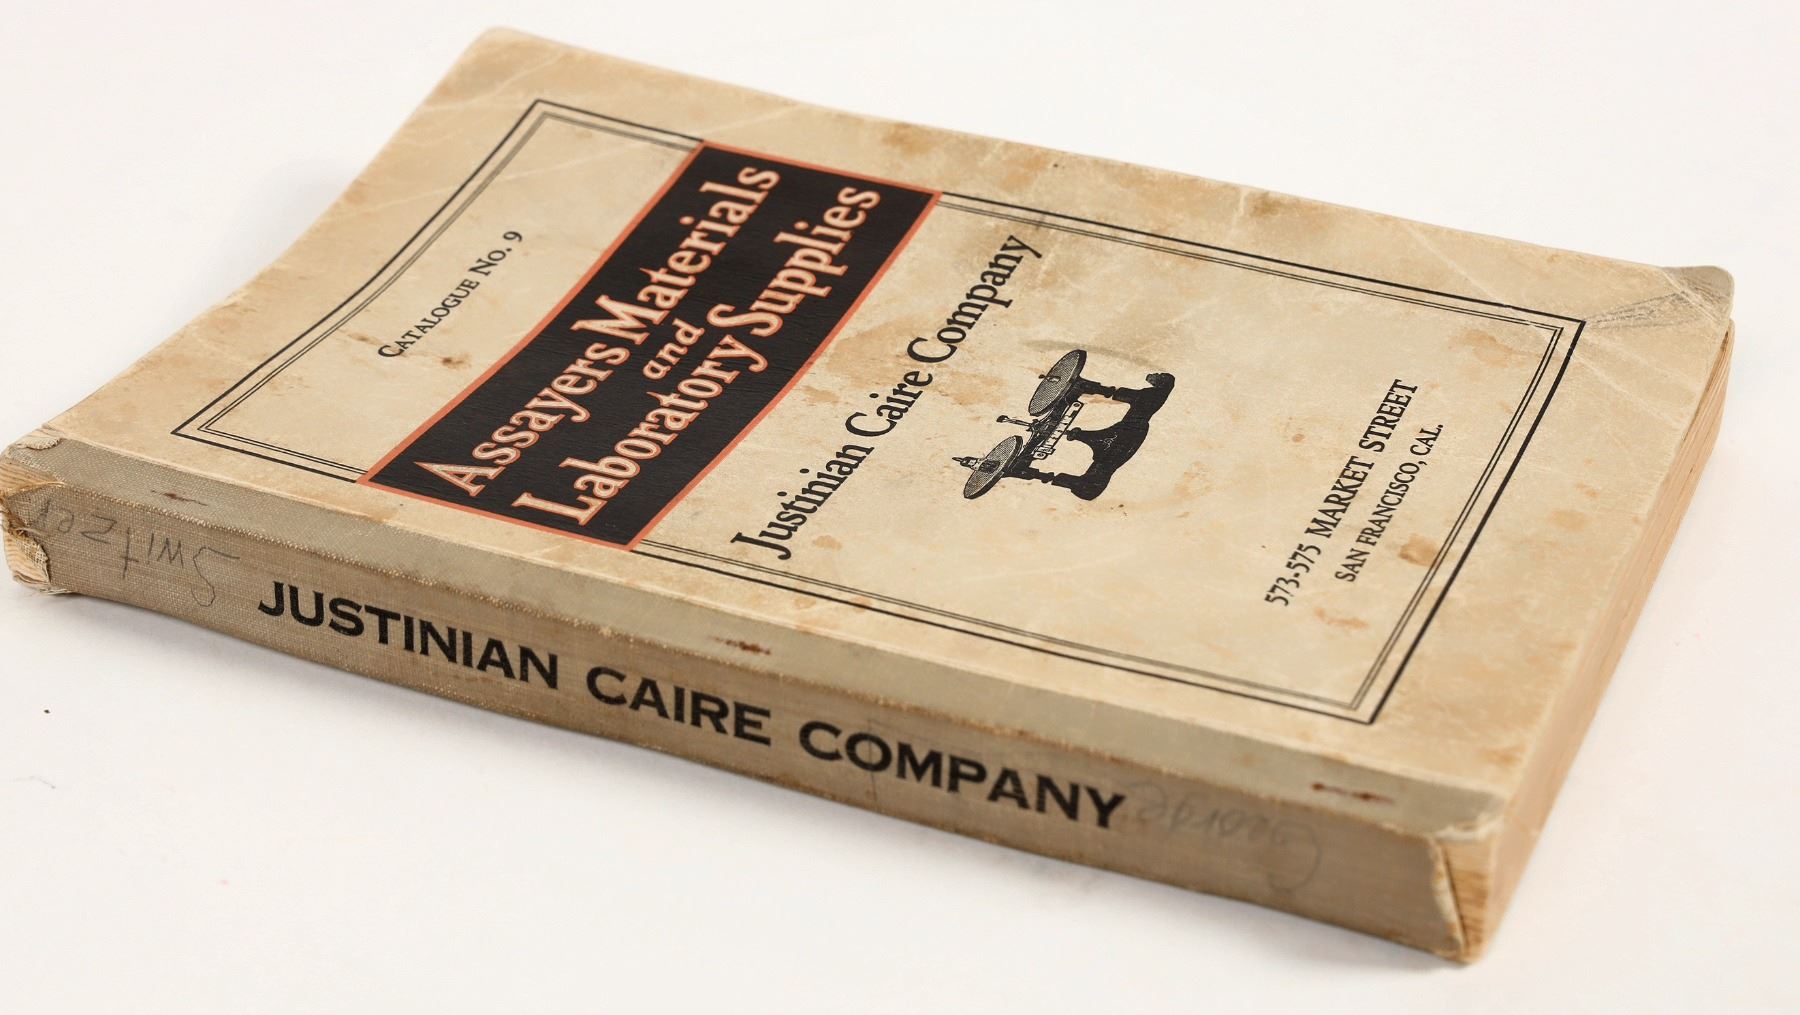 CATALOGUE NO. 9
Assayers Materials
and
Laboratory Supplies
Justinian Caire Company
573-575 MARKET STREET
SAN FRANCISCO, CAL.
JUSTINIAN CAIRE COMPANY
George
Switzer